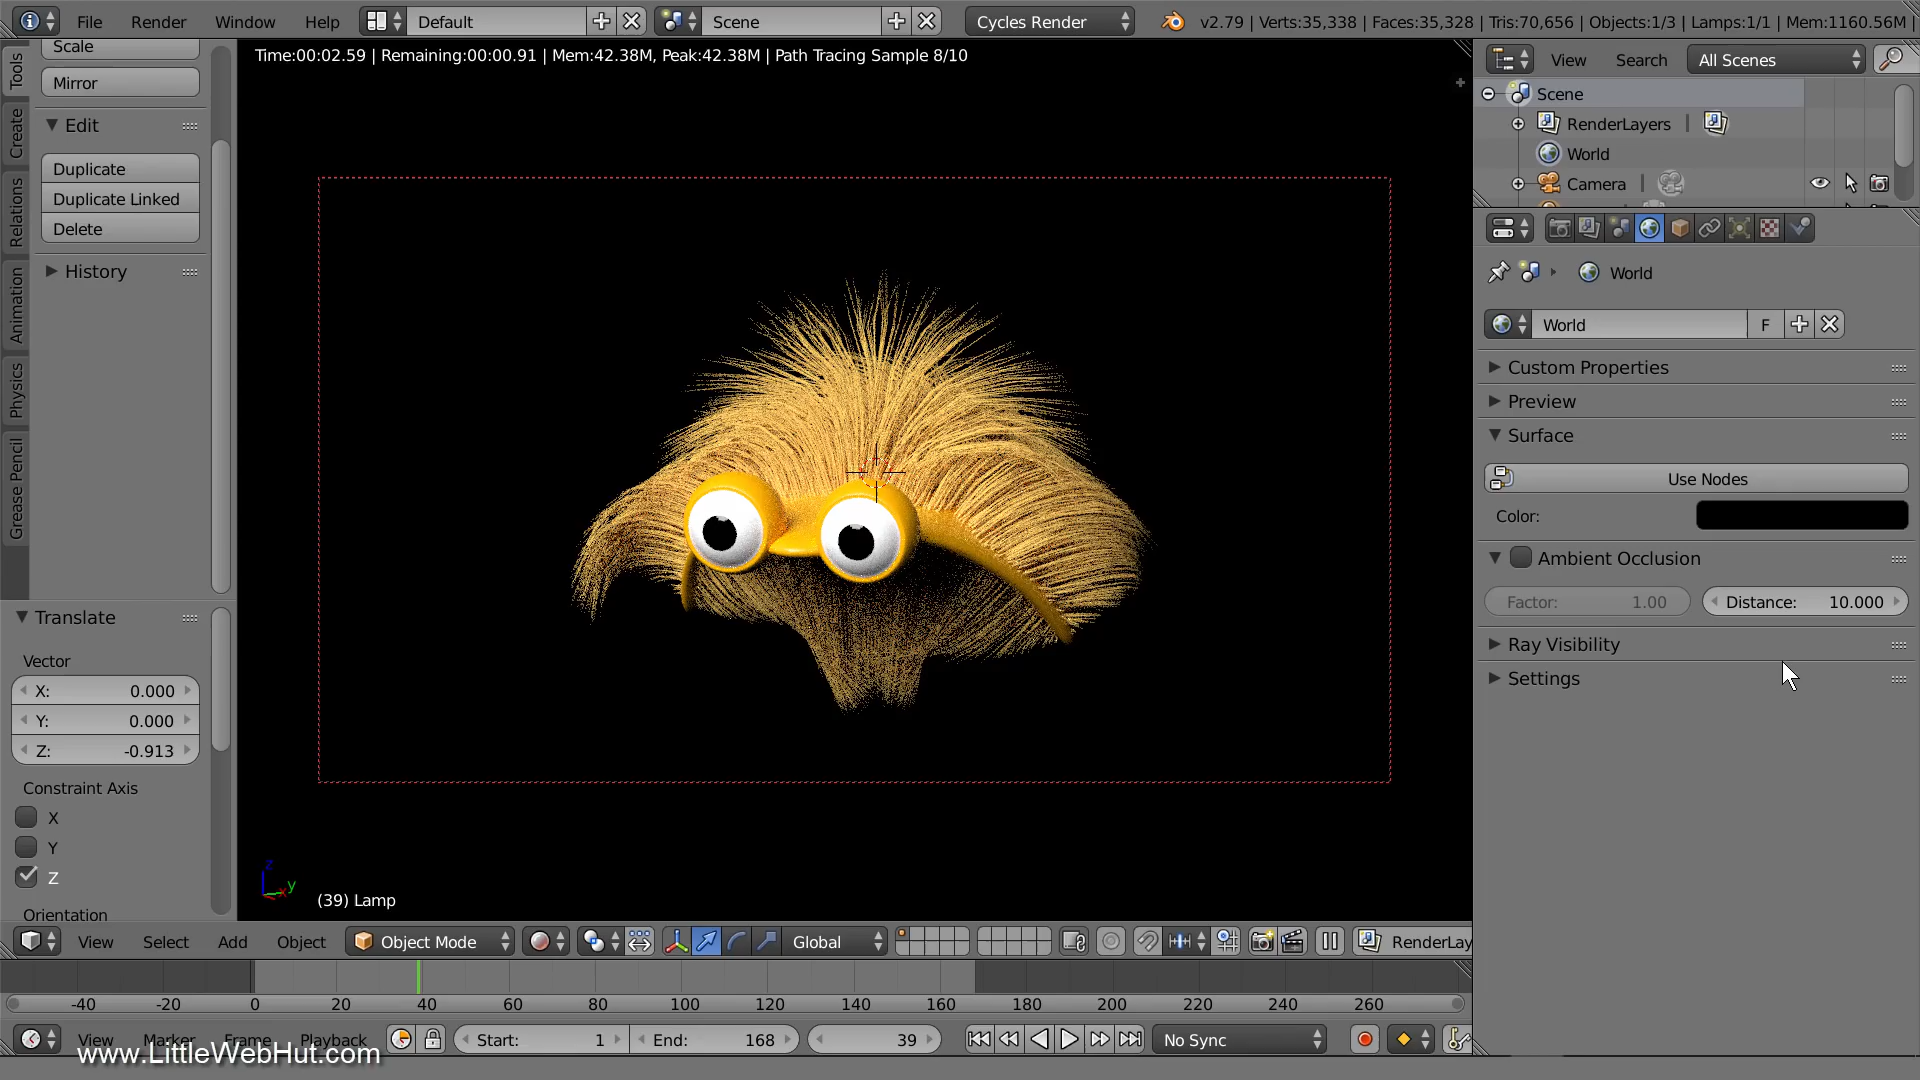 File Render Window Help Default Scene Cycles Render v2.79 | Verts:35,338 | Faces:35,328 | Tris:70,656 | Objects:1/3 | Lamps:1/1 | Mem:1160.56M |
Time:00:02.59 | Remaining:00:00.91 | Mem:42.38M, Peak:42.38M | Path Tracing Sample 8/10
Tools
Create
Relations
Animation
Physics
Grease Pencil
Scale
Mirror
Edit
Duplicate
Duplicate Linked
Delete
History
Translate
Vector
X: 0.000
Y: 0.000
Z: -0.913
Constraint Axis
X
Y
Z
Orientation
z
y
x
(39) Lamp
View Search All Scenes
Scene
RenderLayers |
World
Camera |
World
World F
Custom Properties
Preview
Surface
Use Nodes
Color:
Ambient Occlusion
Factor: 1.00 Distance: 10.000
Ray Visibility
Settings
View Select Add Object Object Mode Global RenderLay
-40 -20 0 20 40 60 80 100 120 140 160 180 200 220 240 260
View Marker Frame Playback Start: 1 End: 168 39 No Sync
www.LittleWebHut.com